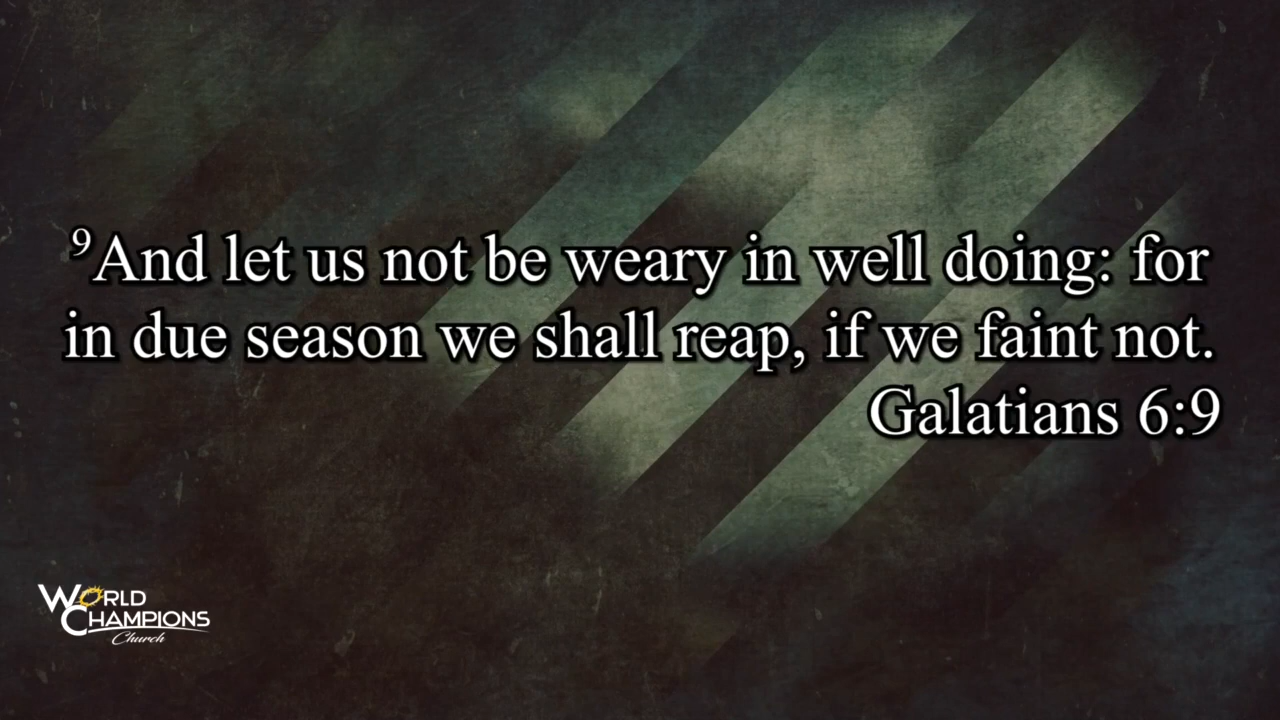 ⁹And let us not be weary in well doing: for
in due season we shall reap, if we faint not.
Galatians 6:9
WORLD
CHAMPIONS
Church